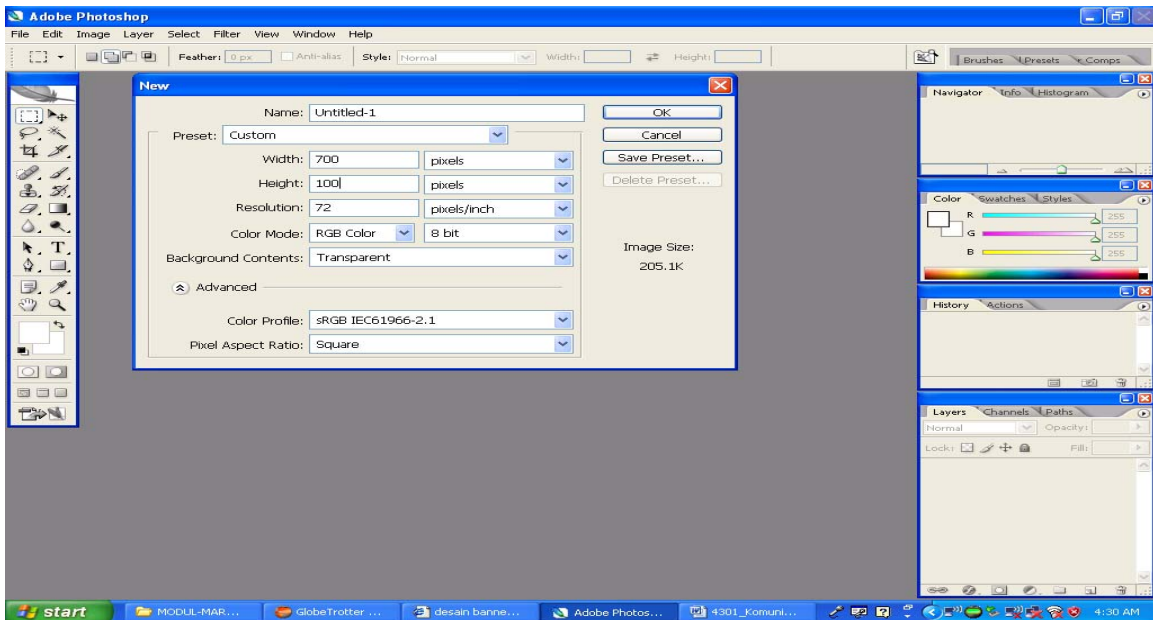 Adobe Photoshop
File Edit Image Layer Select Filter View Window Help
Feather: 0 px Anti-alias Style: Normal Width: Height: Brushes Presets Comps
New
Name: Untitled-1
Preset: Custom
Width: 700 pixels
Height: 100 pixels
Resolution: 72 pixels/inch
Color Mode: RGB Color 8 bit
Background Contents: Transparent
Advanced
Color Profile: sRGB IEC61966-2.1
Pixel Aspect Ratio: Square
OK
Cancel
Save Preset...
Delete Preset...
Image Size:
205.1K
T
Navigator Info Histogram
Color Swatches Styles
R 255
G 255
B 255
History Actions
Layers Channels Paths
Normal Opacity:
Lock: Fill:
start MODUL-MAR... GlobeTrotter ... desain banne... Adobe Photos... 4301_Komuni... 4:30 AM